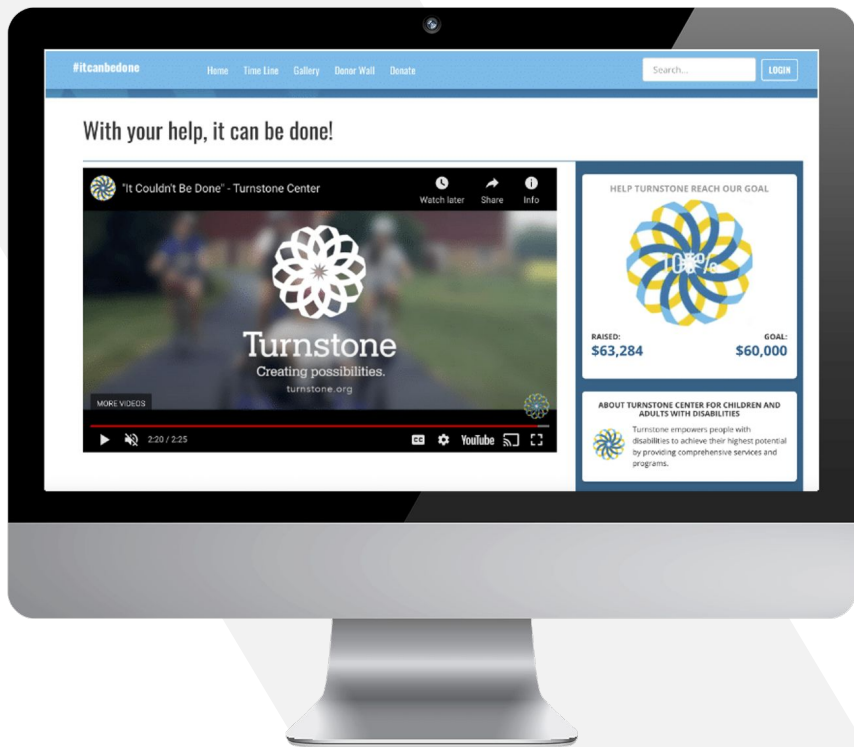 #itcanbedone
Home Time Line Gallery Donor Wall Donate
Search...
LOGIN
With your help, it can be done!
"It Couldn't Be Done" - Turnstone Center
Watch later
Share
Info
Turnstone
Creating possibilities.
turnstone.org
MORE VIDEOS
2:20 / 2:25
CC
YouTube
HELP TURNSTONE REACH OUR GOAL
RAISED:
$63,284
GOAL:
$60,000
ABOUT TURNSTONE CENTER FOR CHILDREN AND
ADULTS WITH DISABILITIES
Turnstone empowers people with
disabilities to achieve their highest potential
by providing comprehensive services and
programs.